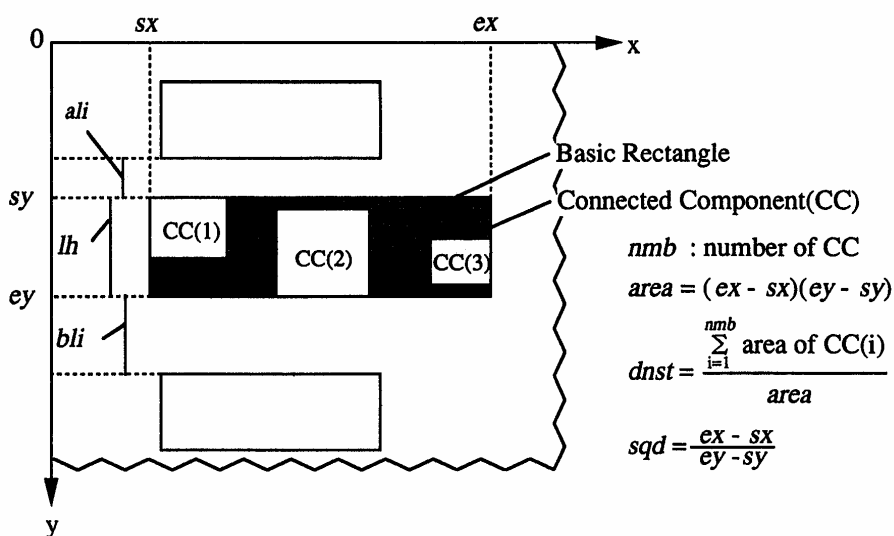 0 sx ex x
ali
Basic Rectangle
sy
Connected Component(CC)
CC(1)
lh
CC(2)
CC(3)
nmb : number of CC
ey
area = (ex - sx)(ey - sy)
bli
dnst = nmb Σ i=1 area of CC(i) / area
sqd = ex - sx / ey - sy
y